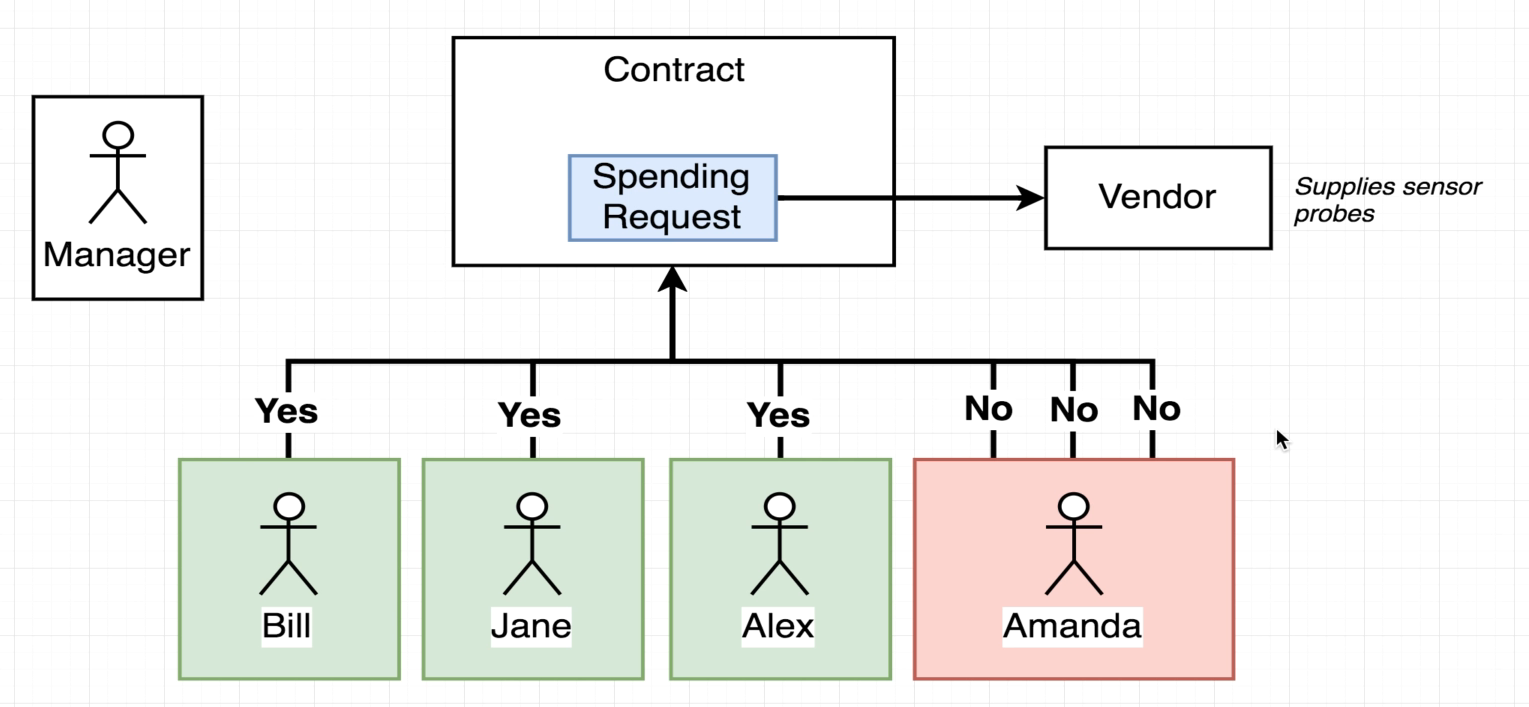 Contract
Manager
Spending
Request
Vendor
Supplies sensor
probes
Yes
Yes
Yes
No
No
No
Bill
Jane
Alex
Amanda